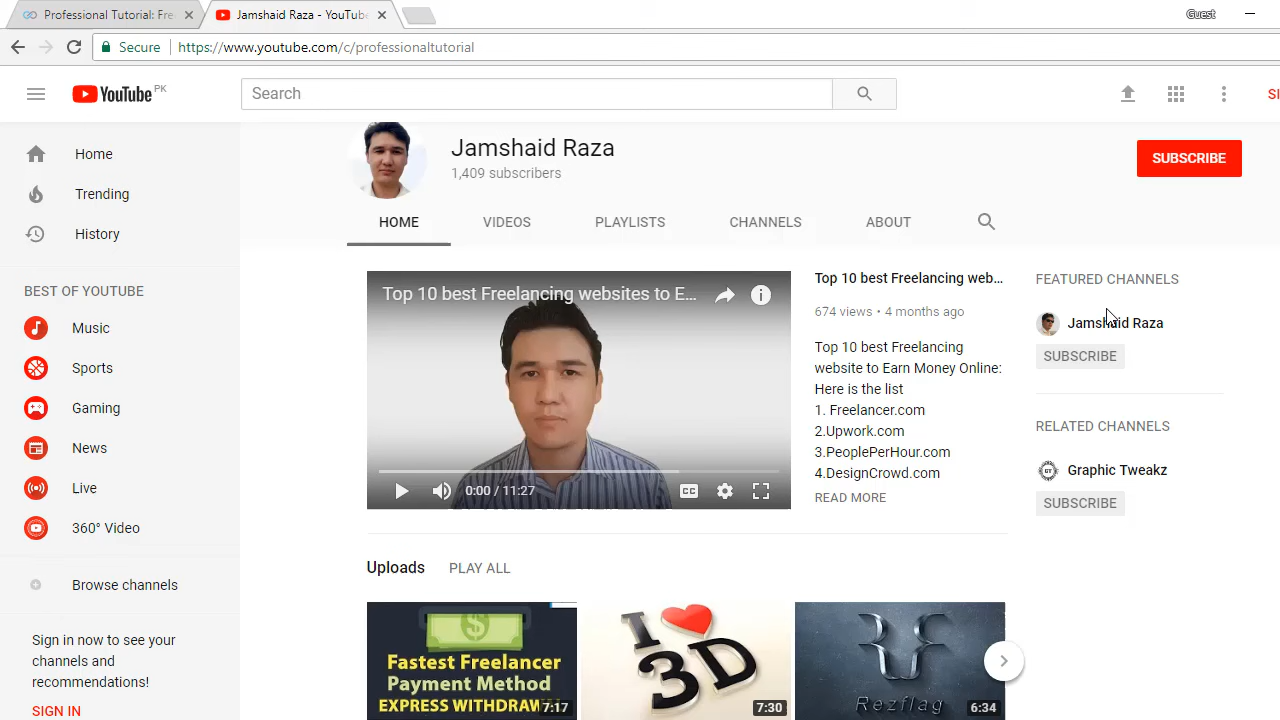 Professional Tutorial: Fre
Jamshaid Raza - YouTube
Guest
Secure
https://www.youtube.com/c/professionaltutorial
YouTube PK
Search
SI
Home
Trending
History
BEST OF YOUTUBE
Music
Sports
Gaming
News
Live
360° Video
Browse channels
Sign in now to see your
channels and
recommendations!
SIGN IN
Jamshaid Raza
1,409 subscribers
SUBSCRIBE
HOME
VIDEOS
PLAYLISTS
CHANNELS
ABOUT
Top 10 best Freelancing websites to E...
0:00 / 11:27
CC
Top 10 best Freelancing web...
674 views • 4 months ago
Top 10 best Freelancing
website to Earn Money Online:
Here is the list
1. Freelancer.com
2.Upwork.com
3.PeoplePerHour.com
4.DesignCrowd.com
READ MORE
FEATURED CHANNELS
Jamshaid Raza
SUBSCRIBE
RELATED CHANNELS
GT
Graphic Tweakz
SUBSCRIBE
Uploads
PLAY ALL
Fastest Freelancer
Payment Method
EXPRESS WITHDRAW
7:17
I
3D
7:30
Rezflag
6:34